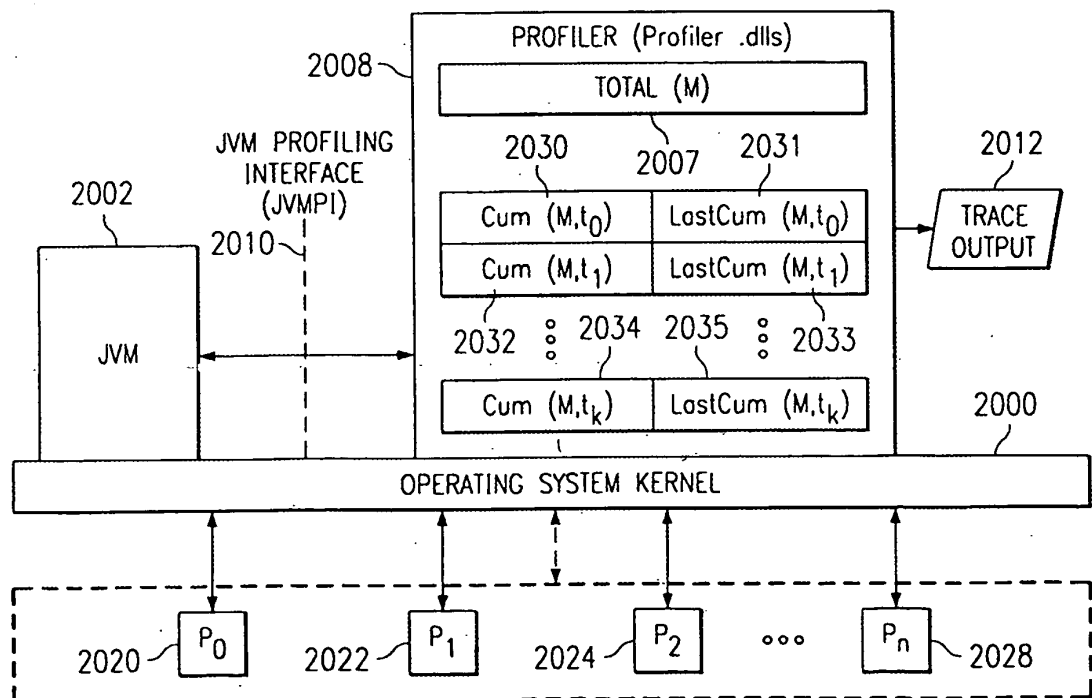 PROFILER (Profiler .dlls)
2008
TOTAL (M)
JVM PROFILING
INTERFACE
(JVMPI)
2030
2007
2031
2012
2002
2010
Cum (M,t0)
LastCum (M,t0)
TRACE
OUTPUT
Cum (M,t1)
LastCum (M,t1)
2032
2034
2035
2033
JVM
Cum (M,tk)
LastCum (M,tk)
2000
OPERATING SYSTEM KERNEL
P0
P1
P2
Pn
2020
2022
2024
2028